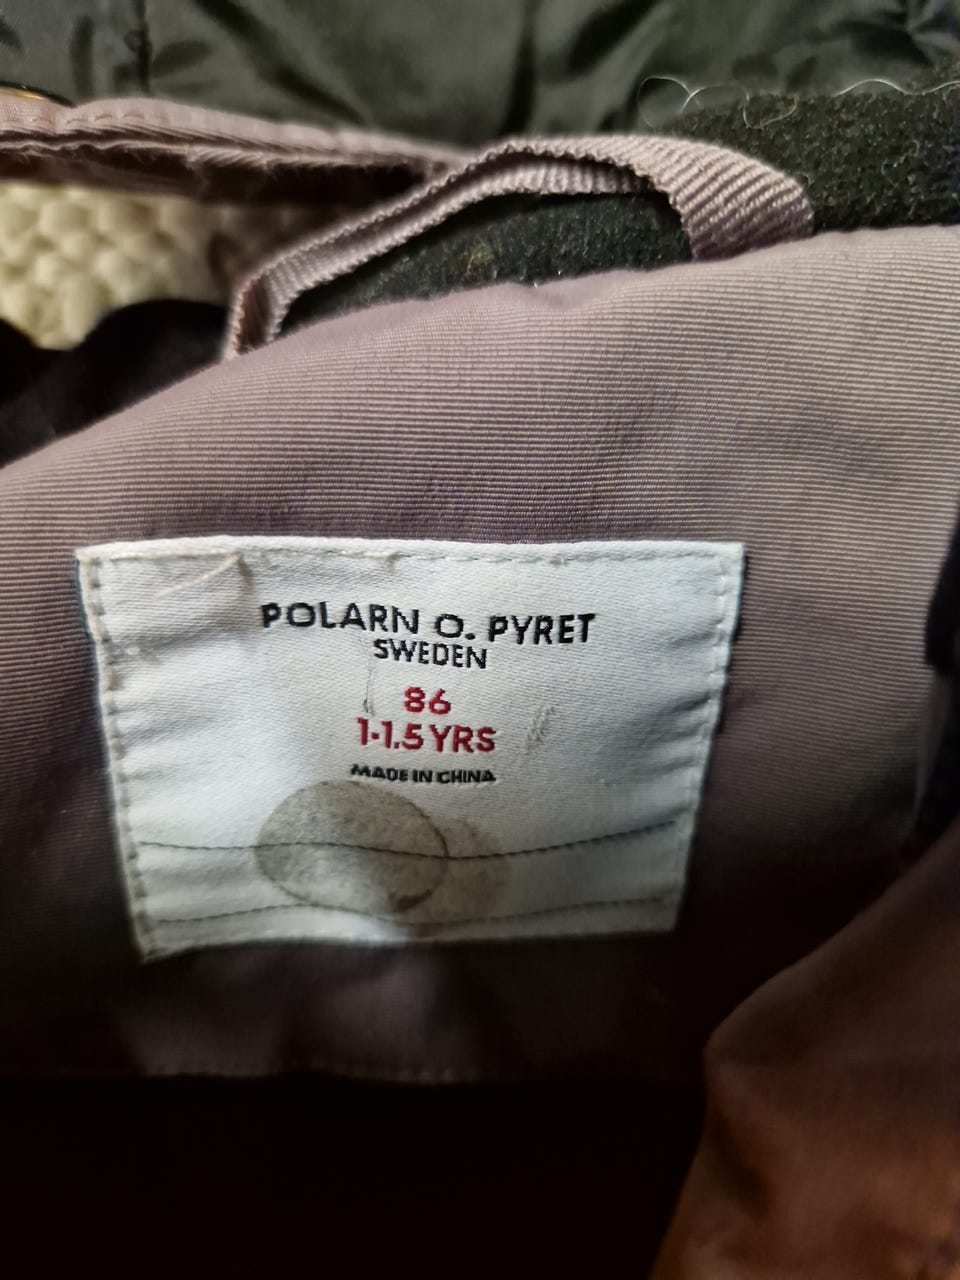 POLARN O. PYRET
SWEDEN
86
1-1.5 YRS
MADE IN CHINA